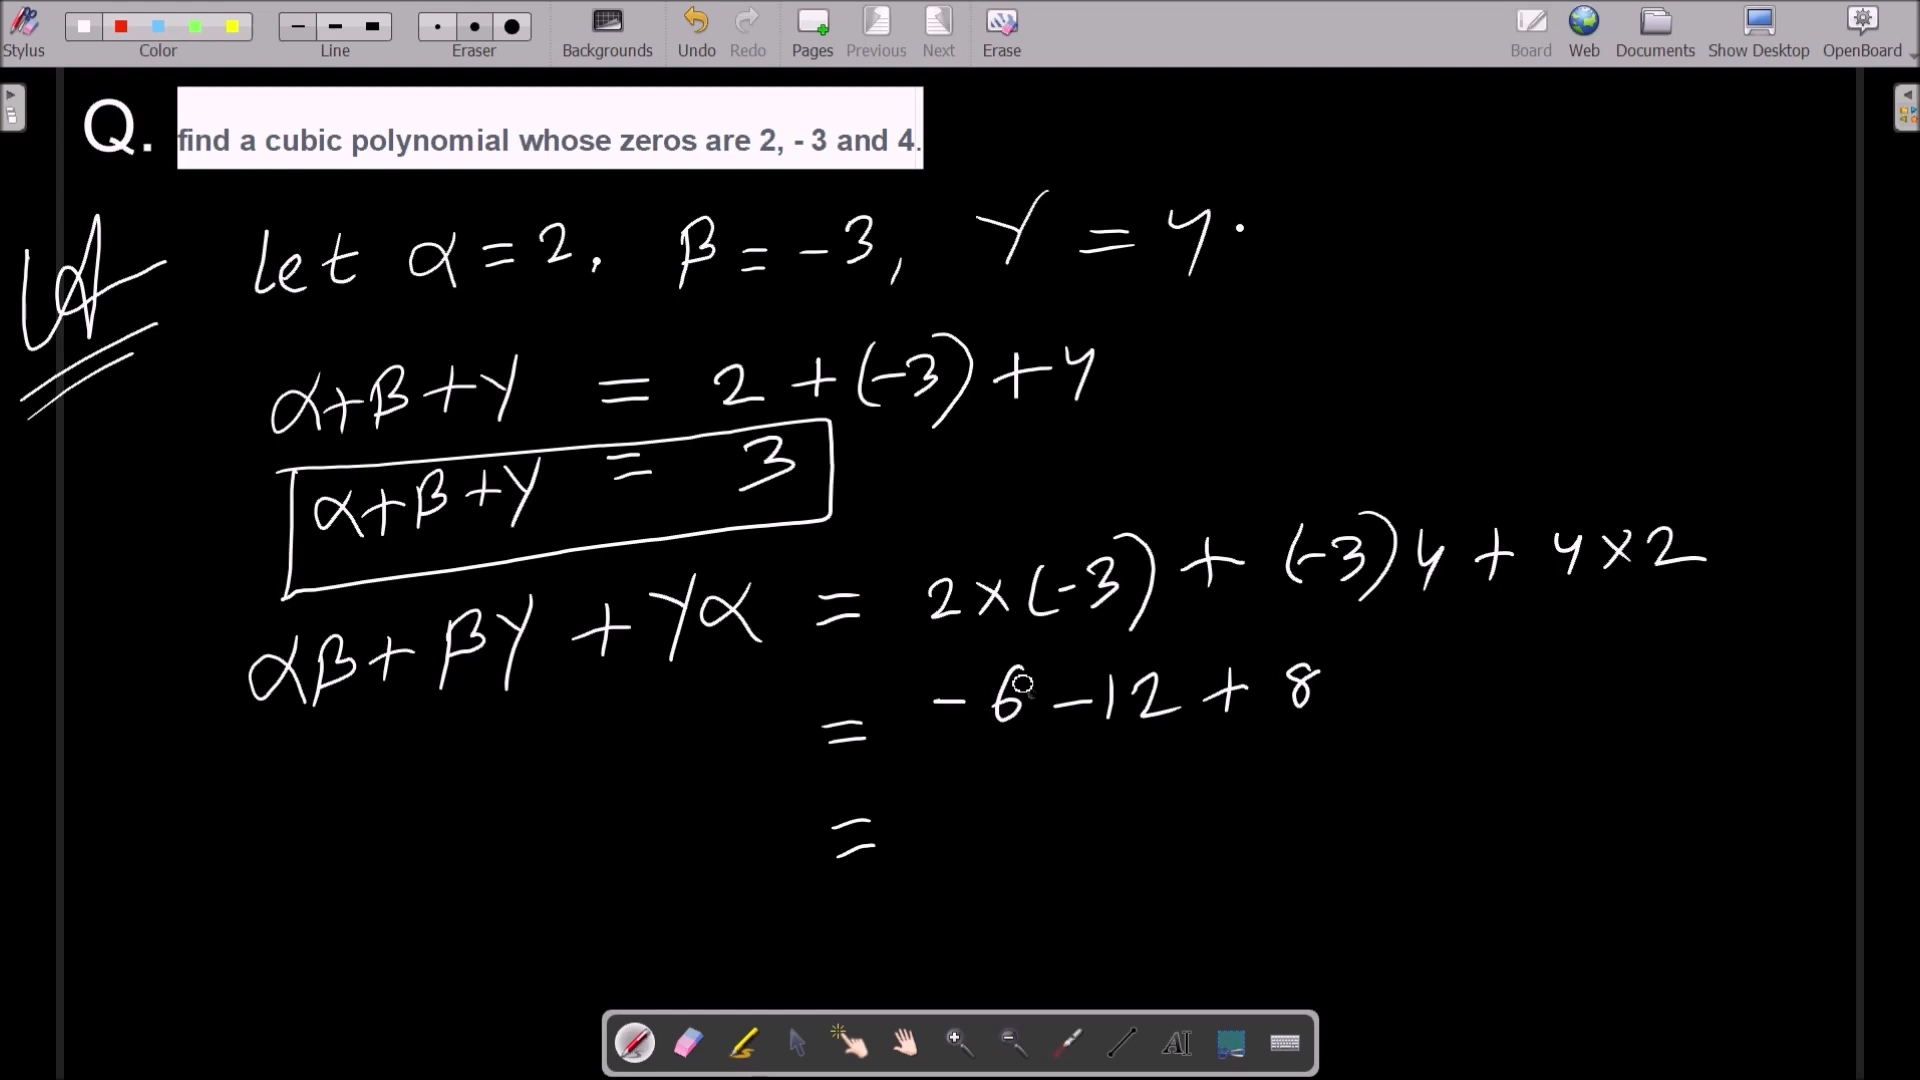 Stylus Color Line Eraser Backgrounds Undo Redo Pages Previous Next Erase Board Web Documents Show Desktop OpenBoard
Q. find a cubic polynomial whose zeros are 2, - 3 and 4.
Let α = 2, β = -3, γ = 4.
α+β+γ = 2 + (-3) + 4
α+β+γ = 3
αβ + βγ + γα = 2×(-3) + (-3)4 + 4×2
= -6 -12 + 8
=